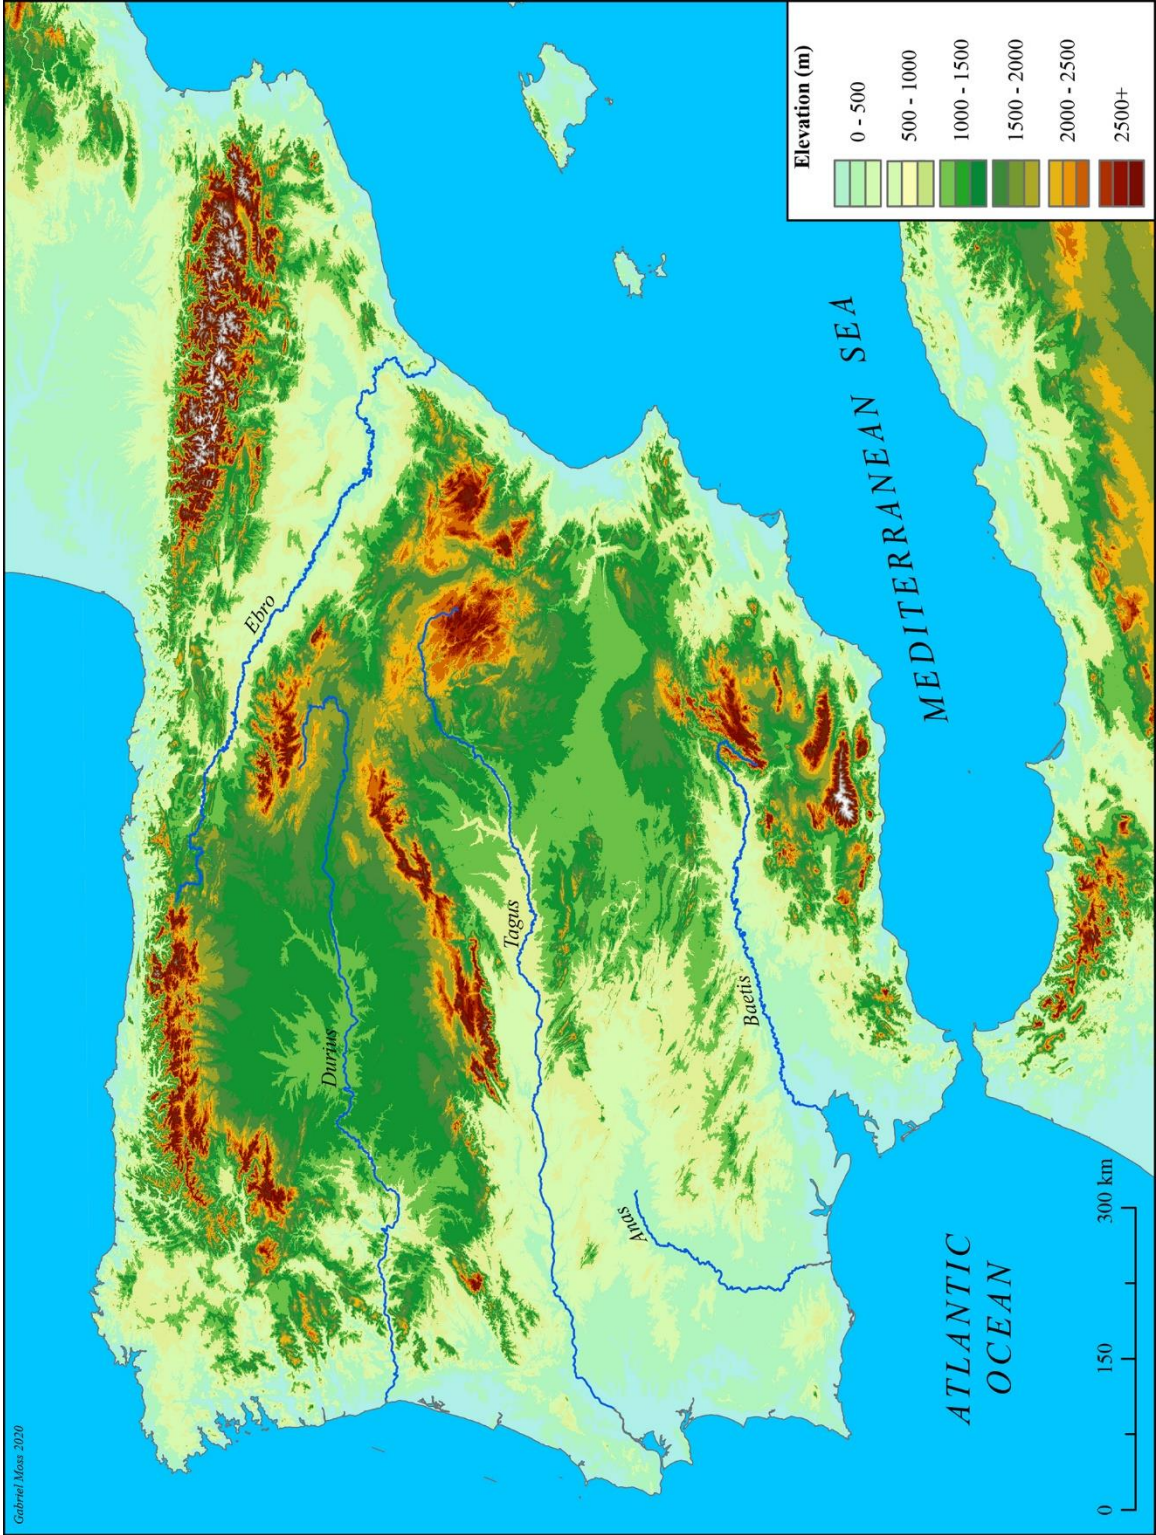 Gabriel Moss 2020
Ebro
Durius
Tagus
Anas
Baetis
MEDITERRANEAN SEA
ATLANTIC
OCEAN
0 150 300 km
Elevation (m)
0 - 500
500 - 1000
1000 - 1500
1500 - 2000
2000 - 2500
2500+